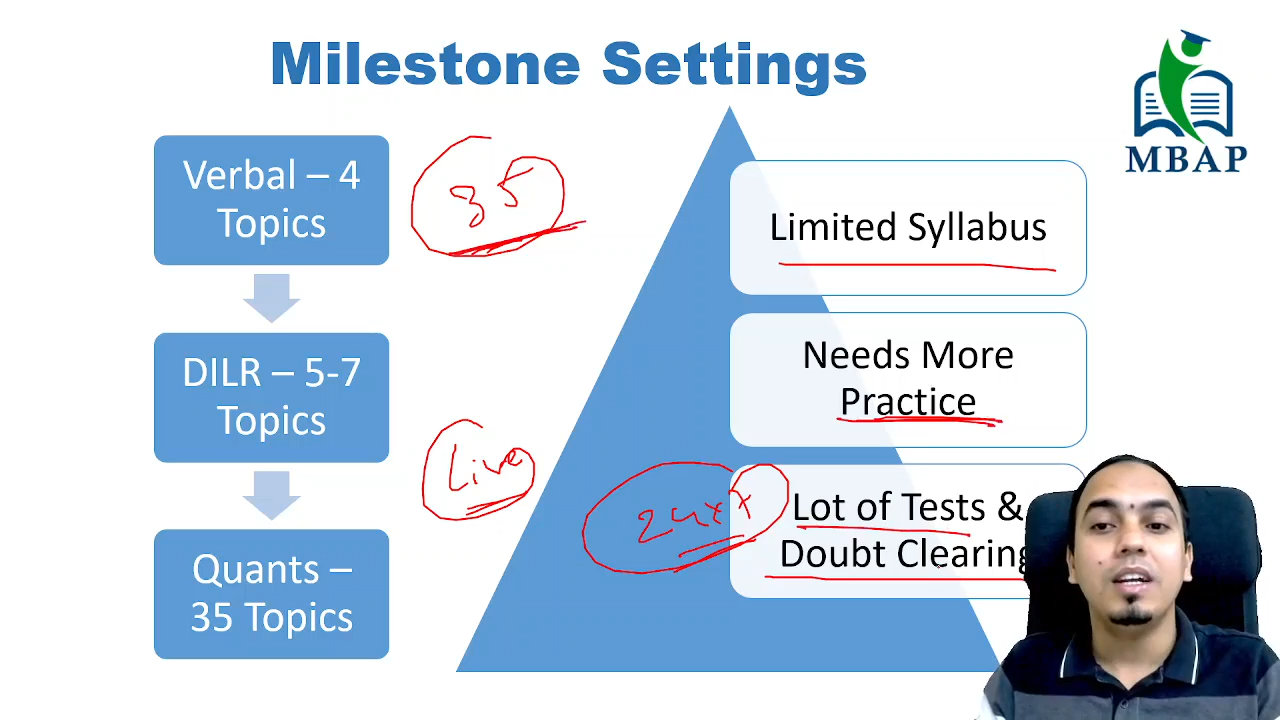 Milestone Settings
MBAP
Verbal – 4
Topics
35
Limited Syllabus
DILR – 5-7
Topics
Needs More
Practice
Live
24x7
Lot of Tests &
Doubt Clearing
Quants –
35 Topics